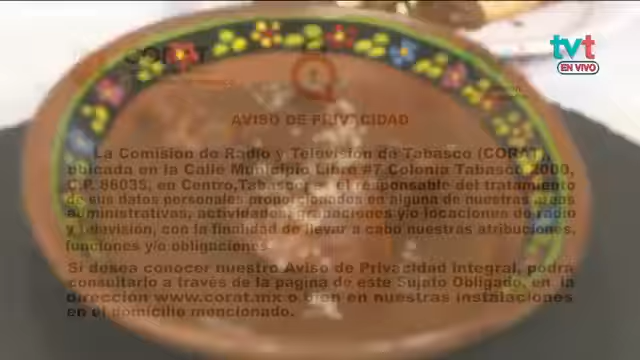 CORAT
tvt
EN VIVO
AVISO DE PRIVACIDAD
La Comisión de Radio y Televisión de Tabasco (CORAT),
ubicada en la Calle Municipio Libre #7 Colonia Tabasco 2000,
C.P. 86035, en Centro, Tabasco; es el responsable del tratamiento
de sus datos personales proporcionados en alguna de nuestras áreas
administrativas, actividades, grabaciones y/o locaciones de radio
y televisión, con la finalidad de llevar a cabo nuestras atribuciones,
funciones y/o obligaciones.
Si desea conocer nuestro Aviso de Privacidad Integral, podrá
consultarlo a través de la pagina de este Sujeto Obligado, en la
dirección www.corat.mx o bien en nuestras instalaciones
en el domicilio mencionado.